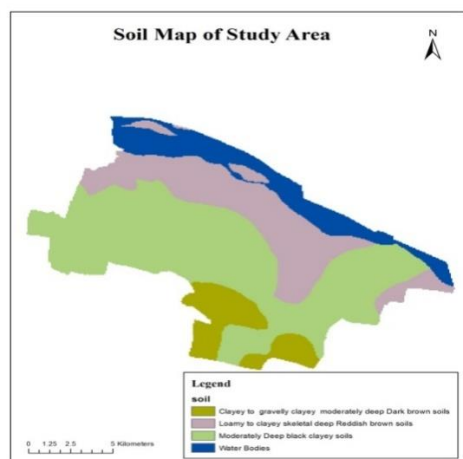 Soil Map of Study Area
N
Legend
soil
Clayey to gravelly clayey moderately deep Dark brown soils
Loamy to clayey skeletal deep Reddish brown soils
Moderately Deep black clayey soils
Water Bodies
0 1.25 2.5 5 Kilometers